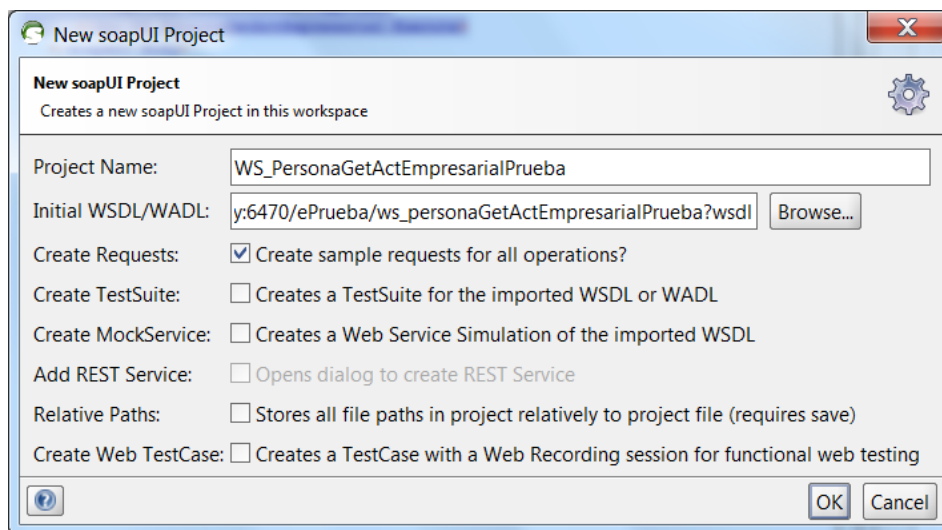 New soapUI Project
New soapUI Project
Creates a new soapUI Project in this workspace
Project Name: WS_PersonaGetActEmpresarialPrueba
Initial WSDL/WADL: y:6470/ePrueba/ws_personaGetActEmpresarialPrueba?wsdl Browse...
Create Requests: Create sample requests for all operations?
Create TestSuite: Creates a TestSuite for the imported WSDL or WADL
Create MockService: Creates a Web Service Simulation of the imported WSDL
Add REST Service: Opens dialog to create REST Service
Relative Paths: Stores all file paths in project relatively to project file (requires save)
Create Web TestCase: Creates a TestCase with a Web Recording session for functional web testing
OK Cancel